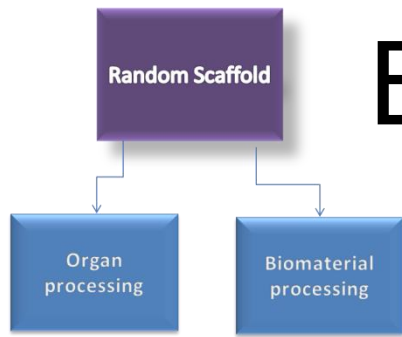 Random Scaffold
E
Organ
processing
Biomaterial
processing